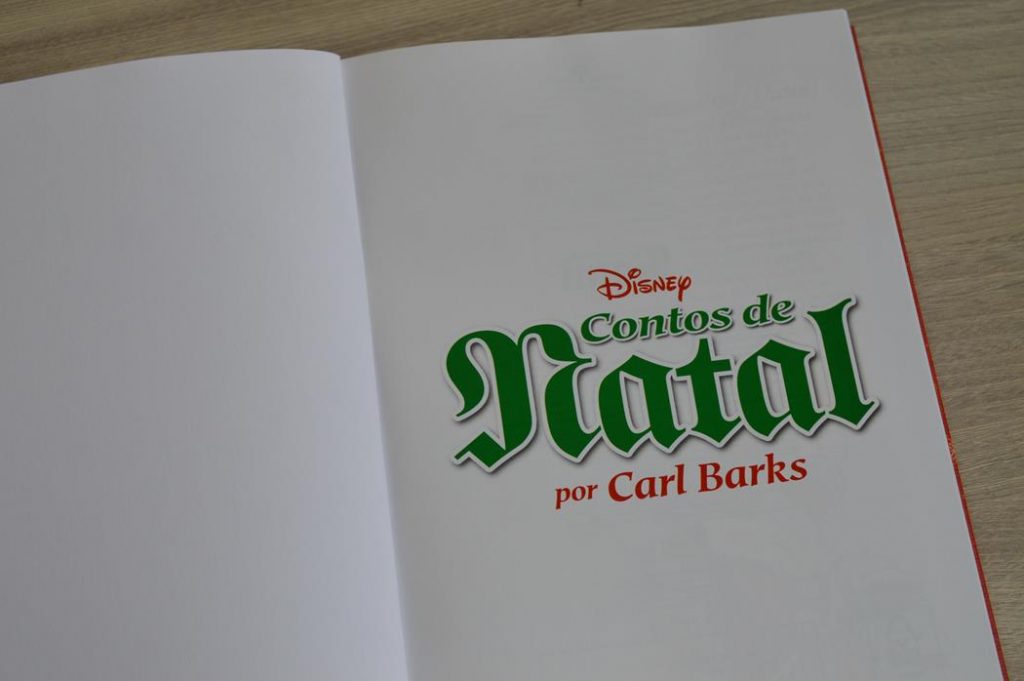 Disney
Contos de
Natal
por Carl Barks